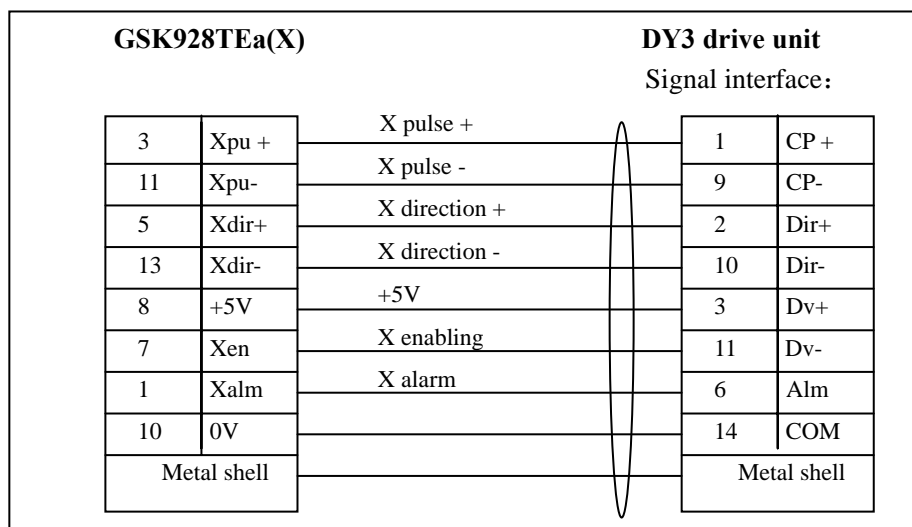 GSK928TEa(X) DY3 drive unit
Signal interface：
3 Xpu + X pulse + 1 CP +
11 Xpu- X pulse - 9 CP-
5 Xdir+ X direction + 2 Dir+
13 Xdir- X direction - 10 Dir-
8 +5V +5V 3 Dv+
7 Xen X enabling 11 Dv-
1 Xalm X alarm 6 Alm
10 0V 14 COM
Metal shell Metal shell